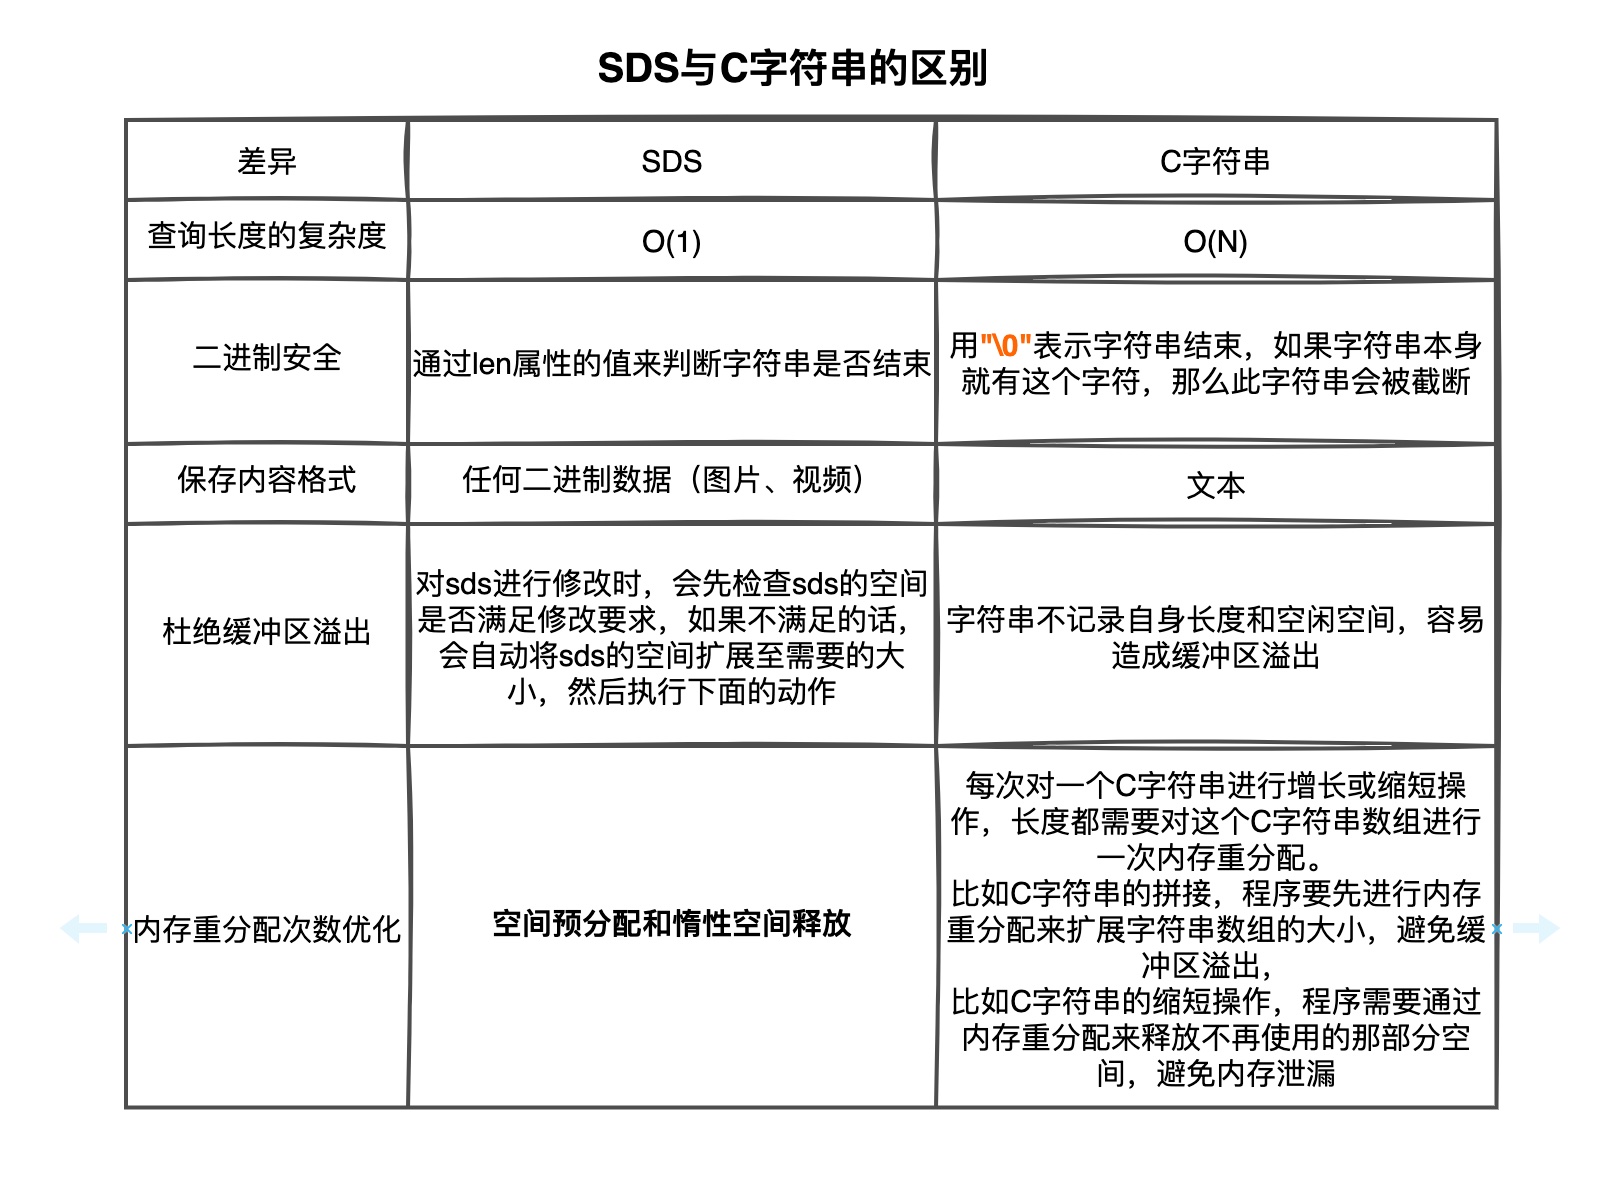 SDS与C字符串的区别
差异
SDS
C字符串
查询长度的复杂度
O(1)
O(N)
二进制安全
通过len属性的值来判断字符串是否结束
用"\0"表示字符串结束，如果字符串本身
就有这个字符，那么此字符串会被截断
保存内容格式
任何二进制数据（图片、视频）
文本
杜绝缓冲区溢出
对sds进行修改时，会先检查sds的空间
是否满足修改要求，如果不满足的话，
会自动将sds的空间扩展至需要的大
小，然后执行下面的动作
字符串不记录自身长度和空闲空间，容易
造成缓冲区溢出
内存重分配次数优化
空间预分配和惰性空间释放
每次对一个C字符串进行增长或缩短操
作，长度都需要对这个C字符串数组进行
一次内存重分配。
比如C字符串的拼接，程序要先进行内存
重分配来扩展字符串数组的大小，避免缓
冲区溢出，
比如C字符串的缩短操作，程序需要通过
内存重分配来释放不再使用的那部分空
间，避免内存泄漏